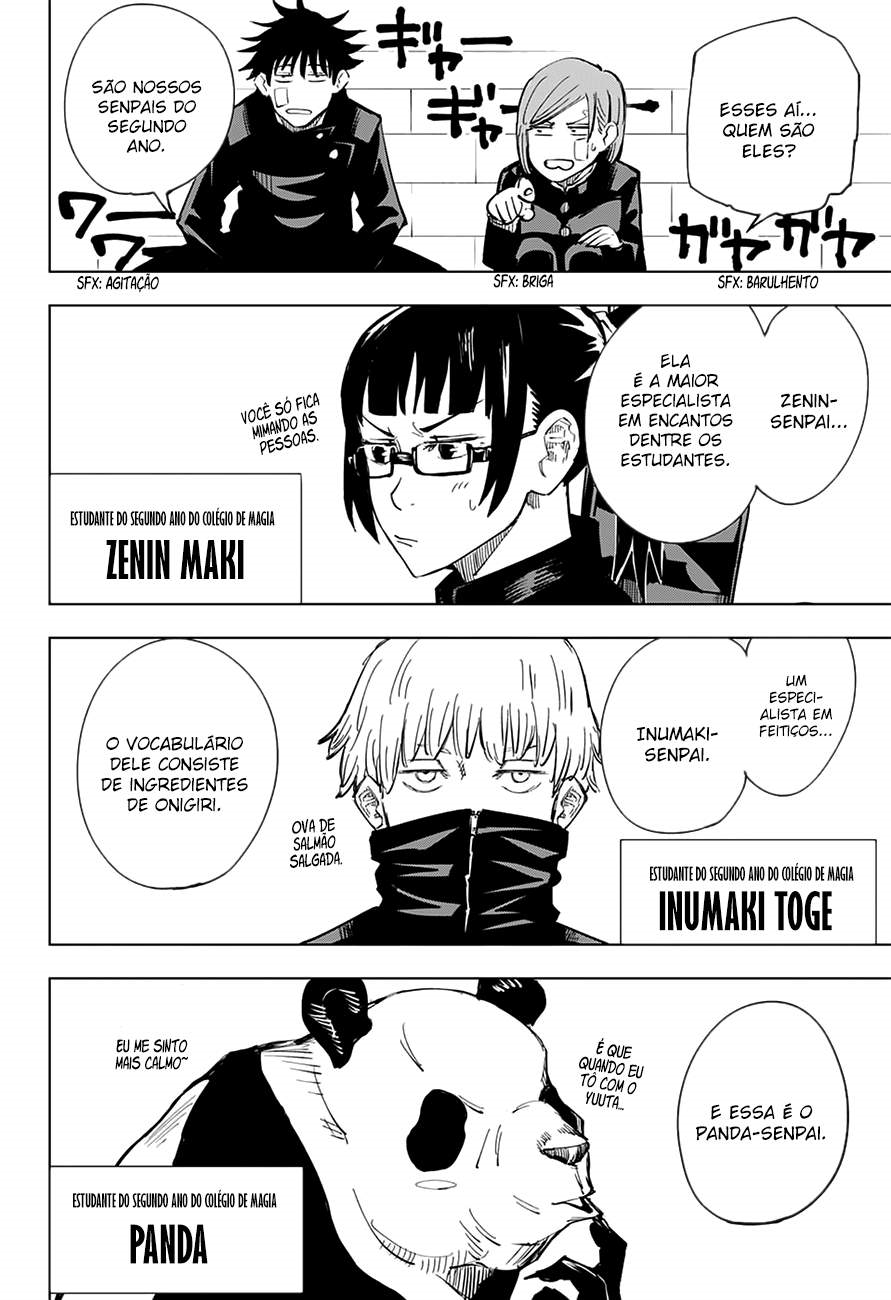 ESSES AÍ...
QUEM SÃO
ELES?
SÃO NOSSOS
SENPAIS DO
SEGUNDO
ANO.
ガヤガヤ
ギャー
ギャー
ワー
ワー
SFX: BARULHENTO
SFX: BRIGA
SFX: AGITAÇÃO
ZENIN-
SENPAI...
ELA
É A MAIOR
ESPECIALISTA
EM ENCANTOS
DENTRE OS
ESTUDANTES.
VOCÊ SÓ FICA
MIMANDO AS
PESSOAS.
ESTUDANTE DO SEGUNDO ANO DO COLÉGIO DE MAGIA
ZENIN MAKI
UM
ESPECI-
ALISTA EM
FEITIÇOS...
INUMAKI-
SENPAI.
O VOCABULÁRIO
DELE CONSISTE
DE INGREDIENTES
DE ONIGIRI.
OVA DE
SALMÃO
SALGADA.
ESTUDANTE DO SEGUNDO ANO DO COLÉGIO DE MAGIA
INUMAKI TOGE
E ESSA É O
PANDA-SENPAI.
É QUE
QUANDO EU
TÔ COM O
YUUTA...
EU ME SINTO
MAIS CALMO~
ESTUDANTE DO SEGUNDO ANO DO COLÉGIO DE MAGIA
PANDA